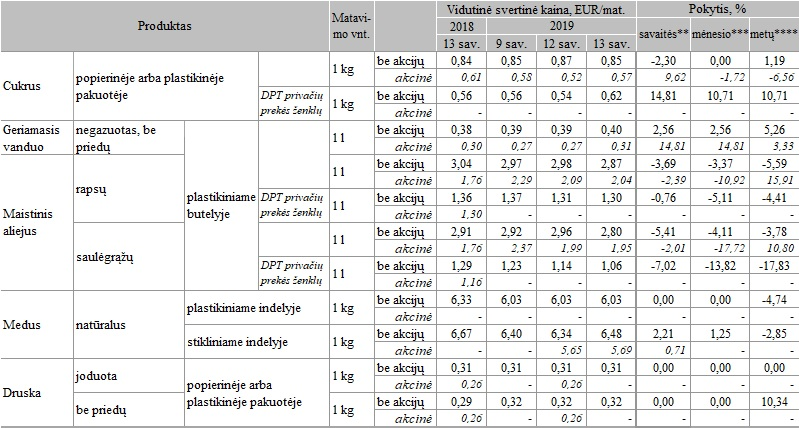 Produktas Matavi-mo vnt. Vidutinė svertinė kaina, EUR/mat. Pokytis, %
2018 2019 savaitės** mėnesio*** metų****
13 sav. 9 sav. 12 sav. 13 sav.
Cukrus popierinėje arba plastikinėje pakuotėje 1 kg be akcijų 0,84 0,85 0,87 0,85 -2,30 0,00 1,19
akcinė 0,61 0,58 0,52 0,57 9,62 -1,72 -6,56
DPT privačių prekės ženklų 1 kg be akcijų 0,56 0,56 0,54 0,62 14,81 10,71 10,71
akcinė - - - - - - -
Geriamasis vanduo negazuotas, be priedų plastikiniame butelyje 1 l be akcijų 0,38 0,39 0,39 0,40 2,56 2,56 5,26
akcinė 0,30 0,27 0,27 0,31 14,81 14,81 3,33
Maistinis aliejus rapsų 1 l be akcijų 3,04 2,97 2,98 2,87 -3,69 -3,37 -5,59
akcinė 1,76 2,29 2,09 2,04 -2,39 -10,92 15,91
DPT privačių prekės ženklų 1 l be akcijų 1,36 1,37 1,31 1,30 -0,76 -5,11 -4,41
akcinė 1,30 - - - - - -
saulėgrąžų 1 l be akcijų 2,91 2,92 2,96 2,80 -5,41 -4,11 -3,78
akcinė 1,76 2,37 1,99 1,95 -2,01 -17,72 10,80
DPT privačių prekės ženklų 1 l be akcijų 1,29 1,23 1,14 1,06 -7,02 -13,82 -17,83
akcinė 1,16 - - - - - -
Medus natūralus plastikiniame indelyje 1 kg be akcijų 6,33 6,03 6,03 6,03 0,00 0,00 -4,74
akcinė - - - - - - -
stikliniame indelyje 1 kg be akcijų 6,67 6,40 6,34 6,48 2,21 1,25 -2,85
akcinė - - 5,65 5,69 0,71 - -
Druska joduota popierinėje arba plastikinėje pakuotėje 1 kg be akcijų 0,31 0,31 0,31 0,31 0,00 0,00 0,00
akcinė 0,26 - 0,26 - - - -
be priedų 1 kg be akcijų 0,29 0,32 0,32 0,32 0,00 0,00 10,34
akcinė 0,26 - 0,26 - - - -